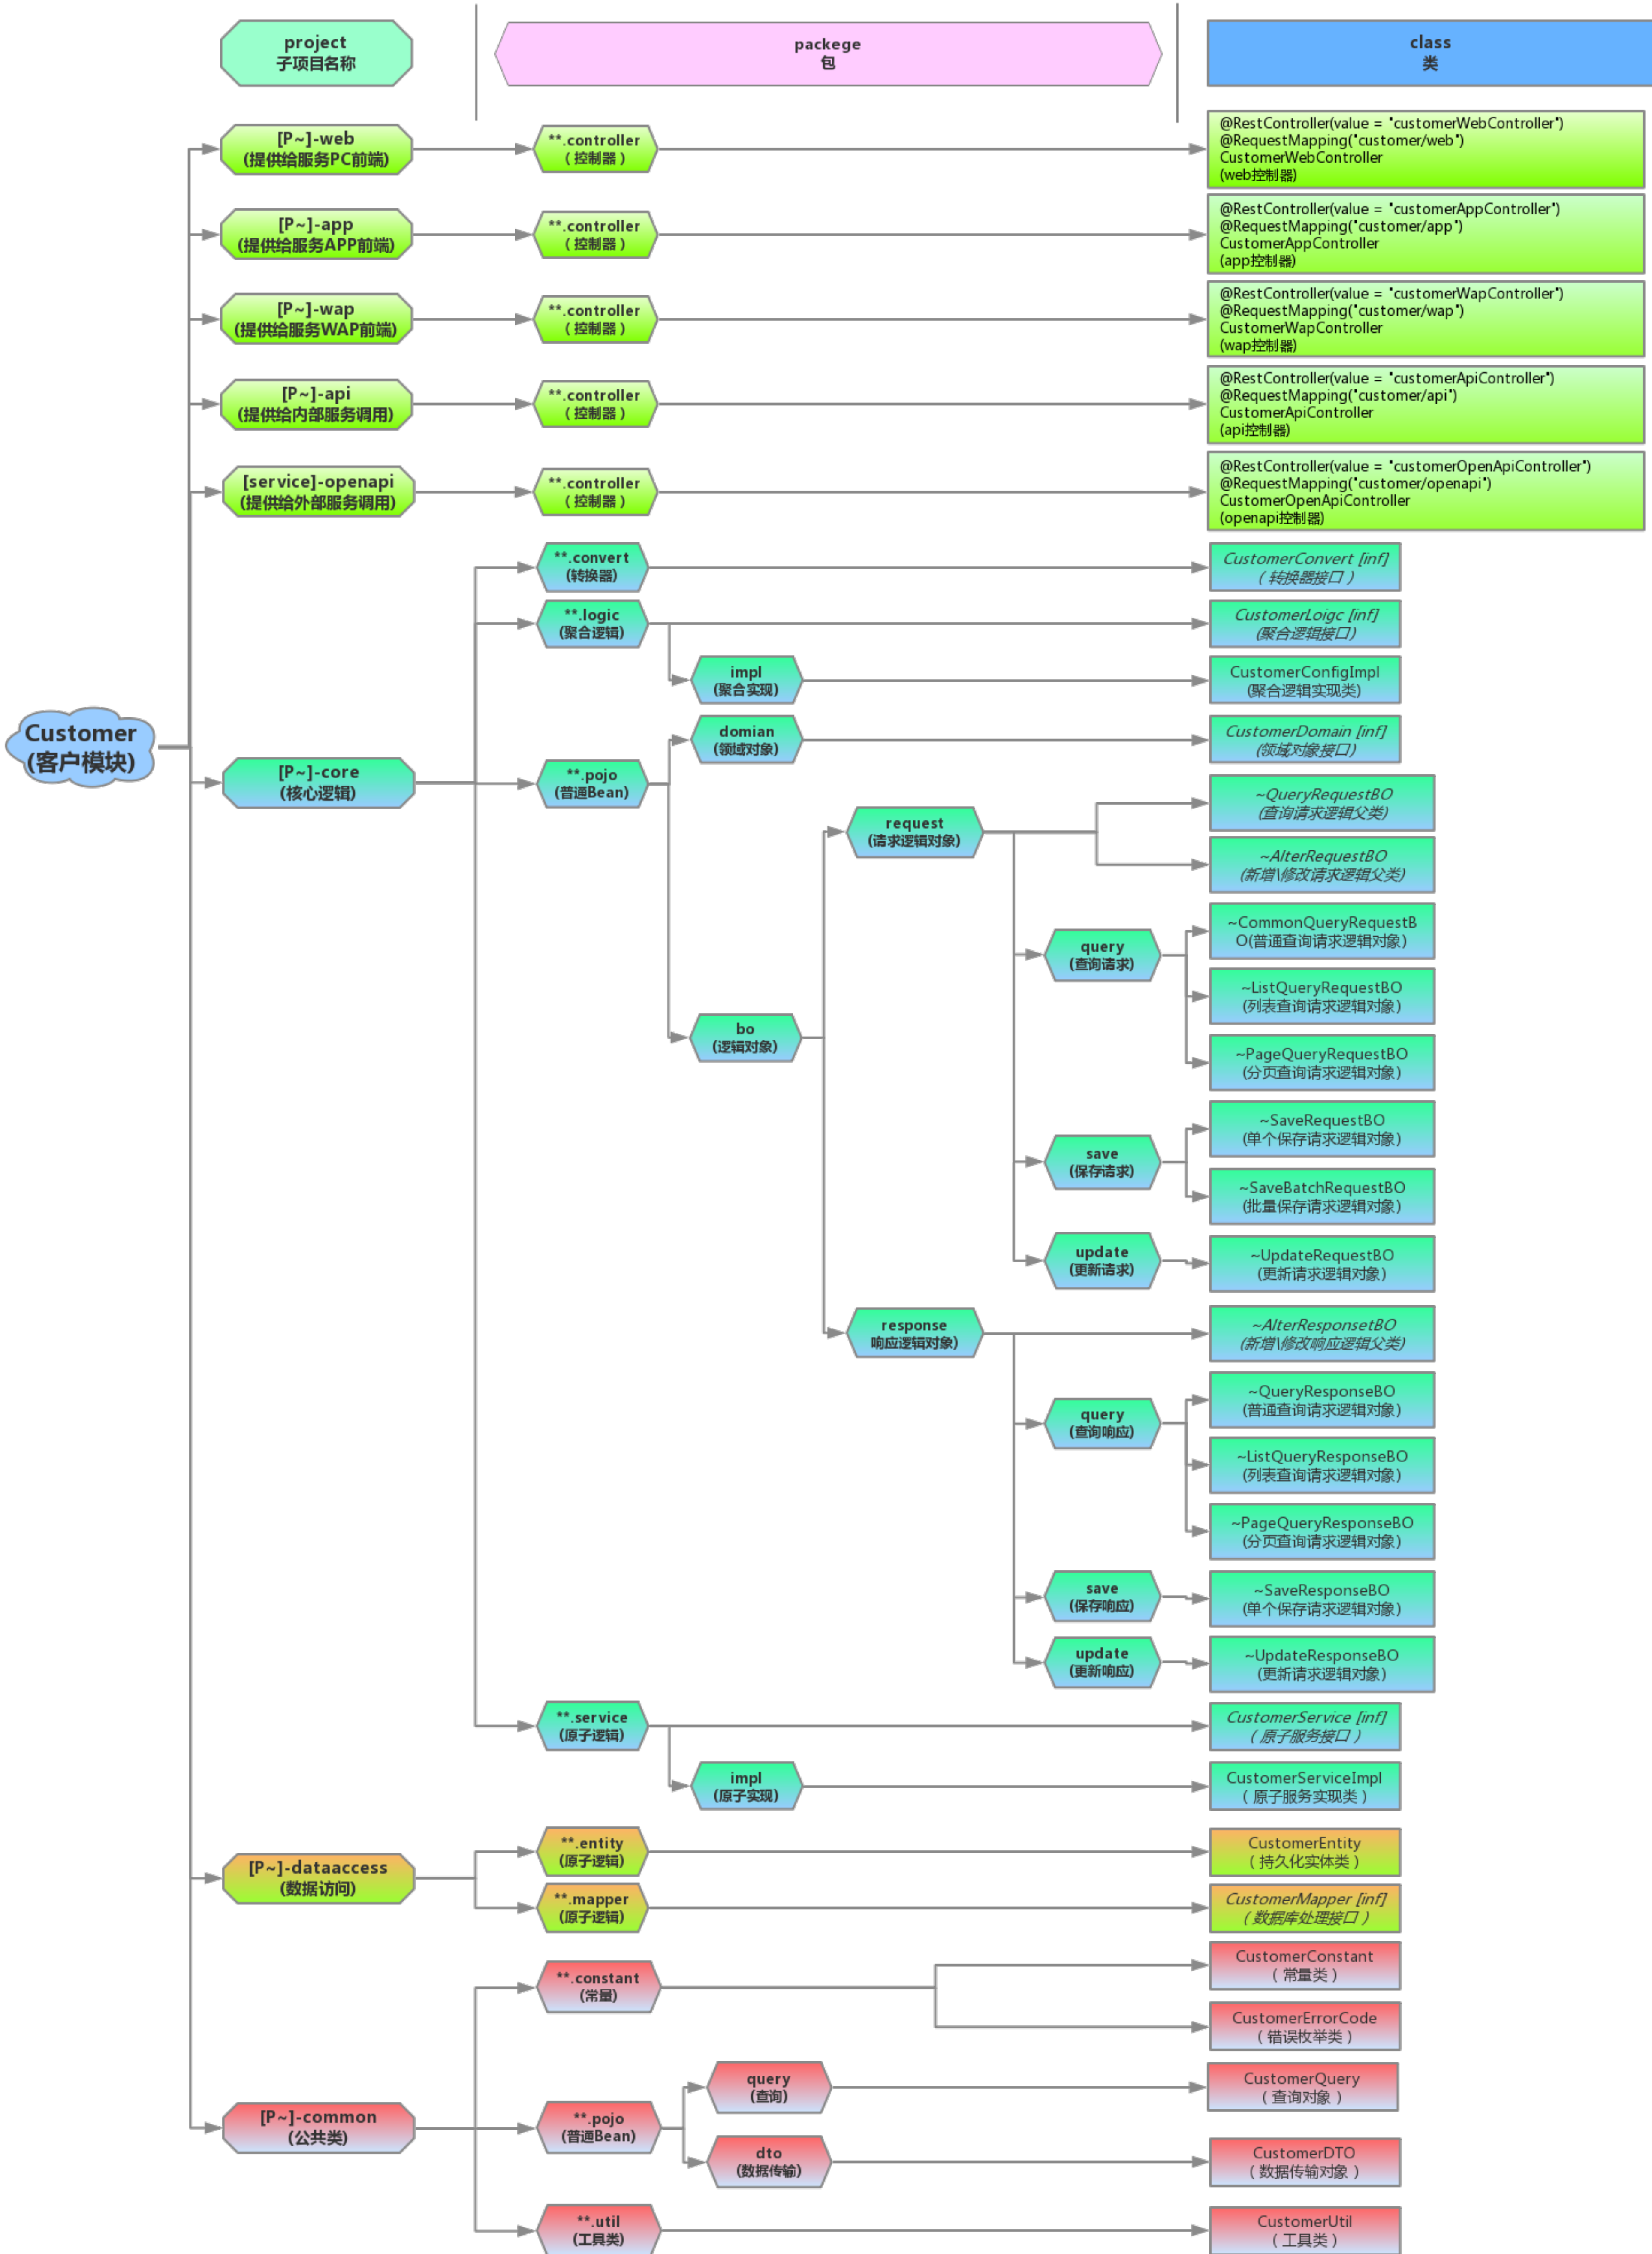 project
子项目名称
packege
包
class
类
[P~]-web
(提供给服务PC前端)
**.controller
（控制器）
@RestController(value = "customerWebController")
@RequestMapping("customer/web")
CustomerWebController
(web控制器)
[P~]-app
(提供给服务APP前端)
**.controller
（控制器）
@RestController(value = "customerAppController")
@RequestMapping("customer/app")
CustomerAppController
(app控制器)
[P~]-wap
(提供给服务WAP前端)
**.controller
（控制器）
@RestController(value = "customerWapController")
@RequestMapping("customer/wap")
CustomerWapController
(wap控制器)
[P~]-api
(提供给内部服务调用)
**.controller
（控制器）
@RestController(value = "customerApiController")
@RequestMapping("customer/api")
CustomerApiController
(api控制器)
[service]-openapi
(提供给外部服务调用)
**.controller
（控制器）
@RestController(value = "customerOpenApiController")
@RequestMapping("customer/openapi")
CustomerOpenApiController
(openapi控制器)
**.convert
(转换器)
CustomerConvert [inf]
（转换器接口）
**.logic
(聚合逻辑)
CustomerLoigc [inf]
(聚合逻辑接口)
impl
(聚合实现)
CustomerConfigImpl
(聚合逻辑实现类)
Customer
(客户模块)
[P~]-core
(核心逻辑)
**.pojo
(普通Bean)
domian
(领域对象)
CustomerDomain [inf]
(领域对象接口)
request
(请求逻辑对象)
~QueryRequestBO
(查询请求逻辑父类)
~AlterRequestBO
(新增\修改请求逻辑父类)
query
(查询请求)
~CommonQueryRequestB
O(普通查询请求逻辑对象)
~ListQueryRequestBO
(列表查询请求逻辑对象)
bo
(逻辑对象)
~PageQueryRequestBO
(分页查询请求逻辑对象)
save
(保存请求)
~SaveRequestBO
(单个保存请求逻辑对象)
~SaveBatchRequestBO
(批量保存请求逻辑对象)
update
(更新请求)
~UpdateRequestBO
(更新请求逻辑对象)
response
响应逻辑对象)
~AlterResponsetBO
(新增\修改响应逻辑父类)
query
(查询响应)
~QueryResponseBO
(普通查询请求逻辑对象)
~ListQueryResponseBO
(列表查询请求逻辑对象)
~PageQueryResponseBO
(分页查询请求逻辑对象)
save
(保存响应)
~SaveResponseBO
(单个保存请求逻辑对象)
update
(更新响应)
~UpdateResponseBO
(更新请求逻辑对象)
**.service
(原子逻辑)
CustomerService [inf]
（原子服务接口）
impl
(原子实现)
CustomerServiceImpl
（原子服务实现类）
[P~]-dataaccess
(数据访问)
**.entity
(原子逻辑)
CustomerEntity
（持久化实体类）
**.mapper
(原子逻辑)
CustomerMapper [inf]
（数据库处理接口）
**.constant
(常量)
CustomerConstant
（常量类）
CustomerErrorCode
（错误枚举类）
[P~]-common
(公共类)
**.pojo
(普通Bean)
query
(查询)
CustomerQuery
（查询对象）
dto
(数据传输)
CustomerDTO
（数据传输对象）
**.util
(工具类)
CustomerUtil
（工具类）